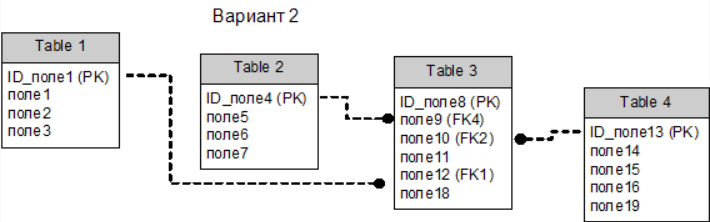 Вариант 2
Table 1
ID_поле1 (PK)
поле1
поле2
поле3
Table 2
ID_поле4 (PK)
поле5
поле6
поле7
Table 3
ID_поле8 (PK)
поле9 (FK4)
поле10 (FK2)
поле11
поле12 (FK1)
поле18
Table 4
ID_поле13 (PK)
поле14
поле15
поле16
поле19